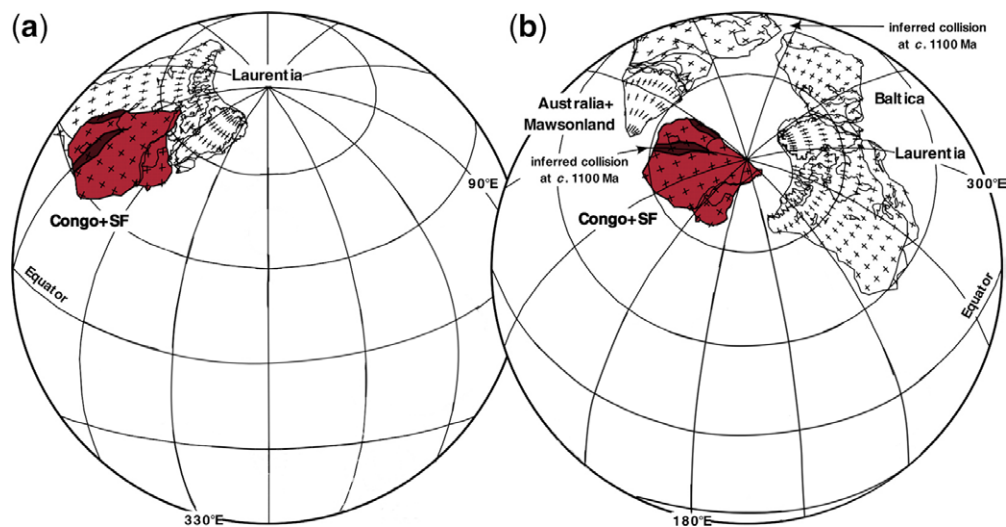 (a)
Laurentia
Congo+SF
Equator
90°E
330°E
(b)
inferred collision
at c. 1100 Ma
Australia+
Mawsonland
Baltica
inferred collision
at c. 1100 Ma
Laurentia
300°E
Congo+SF
Equator
180°E